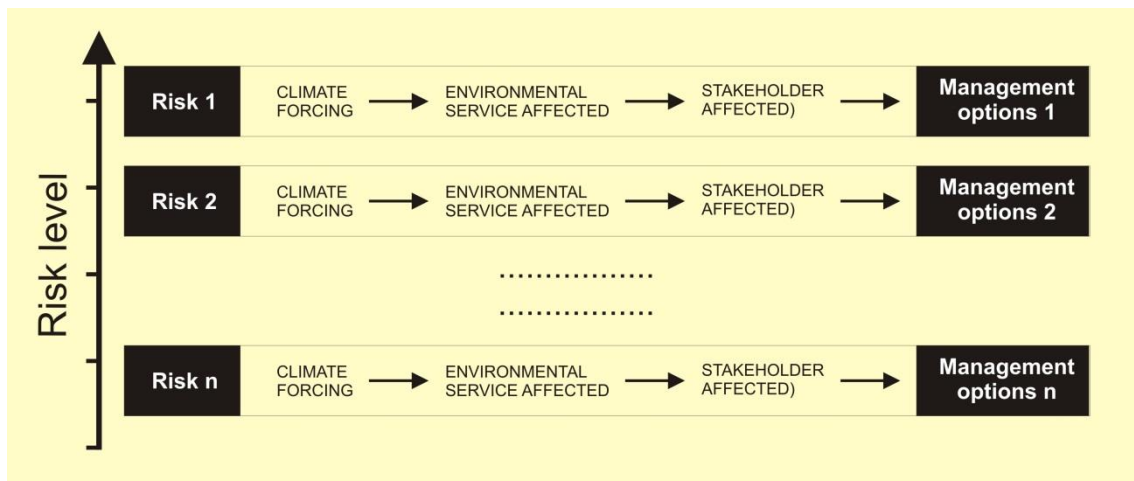 Risk level
Risk 1
CLIMATE
FORCING
ENVIRONMENTAL
SERVICE AFFECTED
STAKEHOLDER
AFFECTED)
Management
options 1
Risk 2
CLIMATE
FORCING
ENVIRONMENTAL
SERVICE AFFECTED
STAKEHOLDER
AFFECTED)
Management
options 2
.................
.................
Risk n
CLIMATE
FORCING
ENVIRONMENTAL
SERVICE AFFECTED
STAKEHOLDER
AFFECTED)
Management
options n